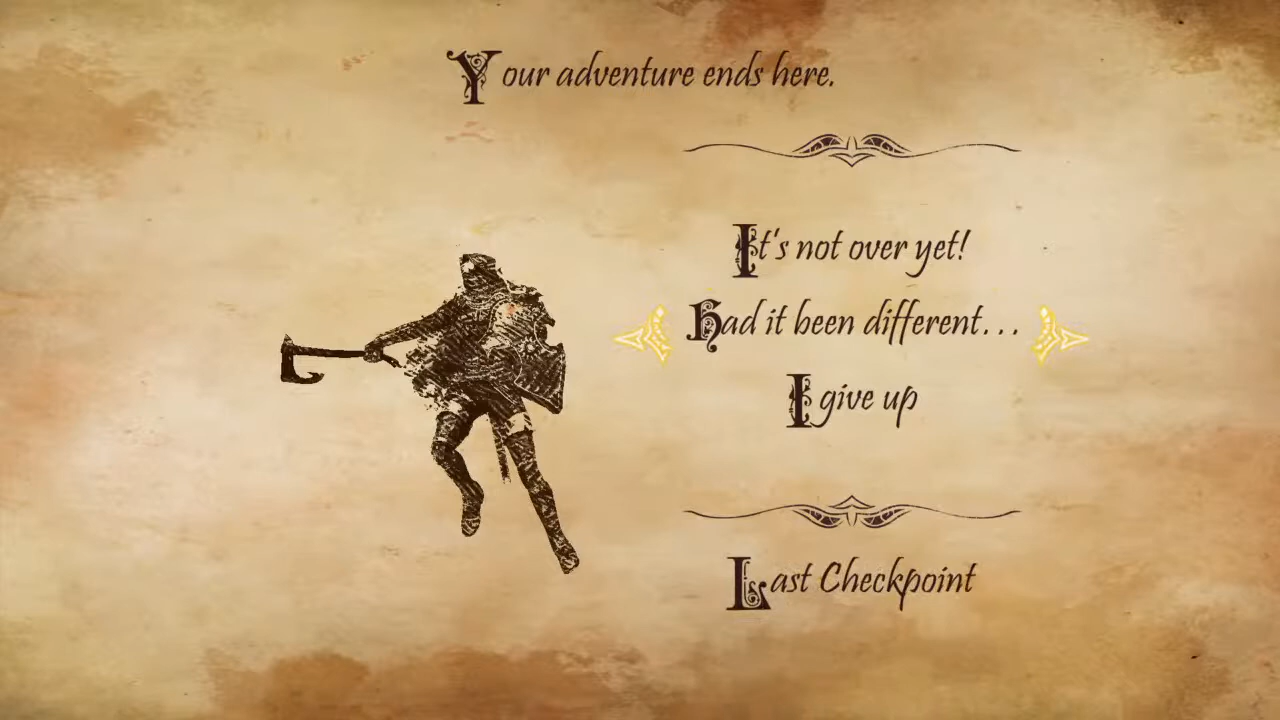 Your adventure ends here.
It's not over yet!
Had it been different...
I give up
Last Checkpoint